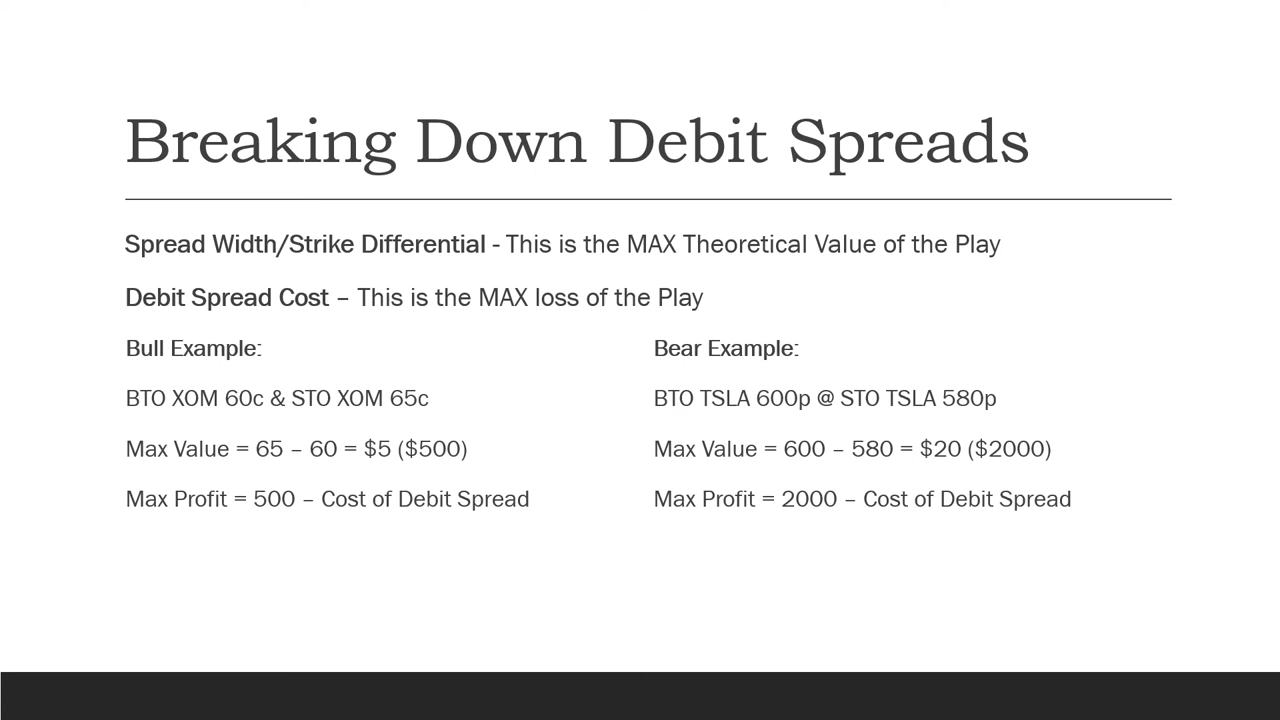 Breaking Down Debit Spreads
Spread Width/Strike Differential - This is the MAX Theoretical Value of the Play
Debit Spread Cost – This is the MAX loss of the Play
Bull Example:
BTO XOM 60c & STO XOM 65c
Max Value = 65 – 60 = $5 ($500)
Max Profit = 500 – Cost of Debit Spread
Bear Example:
BTO TSLA 600p @ STO TSLA 580p
Max Value = 600 – 580 = $20 ($2000)
Max Profit = 2000 – Cost of Debit Spread